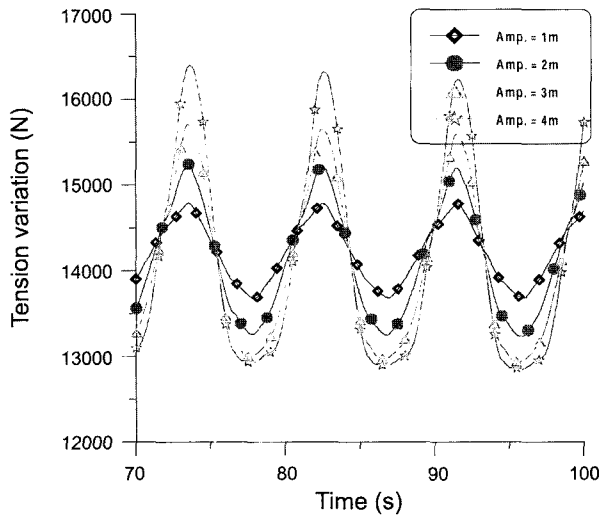 17000
16000
15000
14000
13000
12000
Tension variation (N)
70
80
90
100
Time (s)
Amp. = 1m
Amp. = 2m
Amp. = 3m
Amp. = 4m